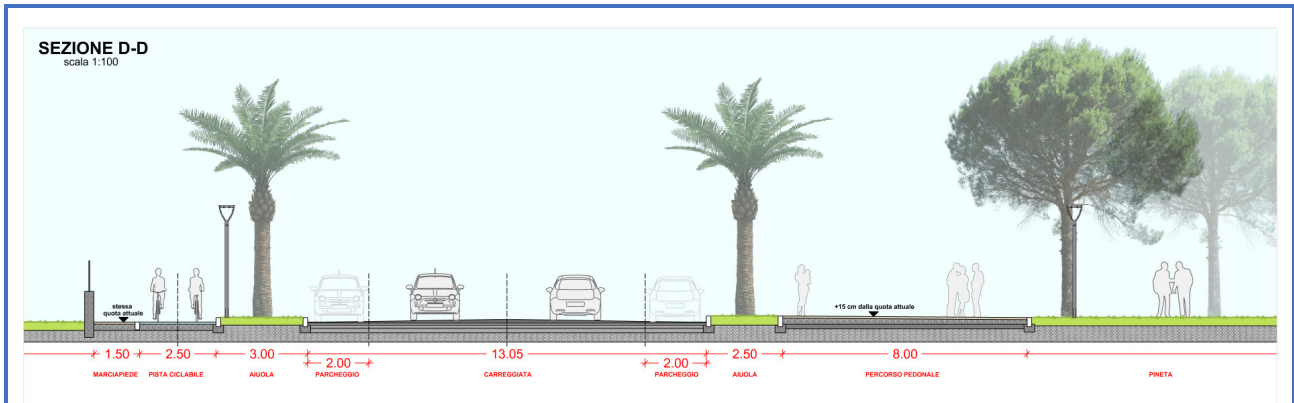 SEZIONE D-D
scala 1:100
stessa
quota attuale
+15 cm dalla quota attuale
1.50 2.50 3.00 13.05 2.50 8.00
2.00 2.00
MARCIAPIEDE PISTA CICLABILE AIUOLA PARCHEGGIO CARREGGIATA PARCHEGGIO AIUOLA PERCORSO PEDONALE PINETA